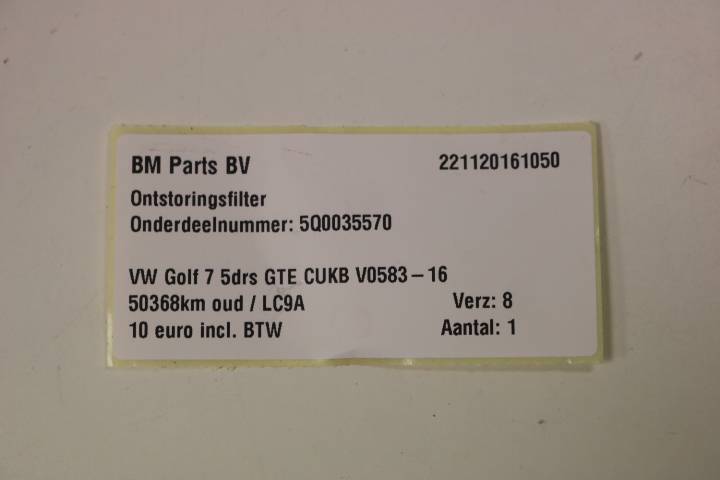 BM Parts BV 221120161050
Ontstoringsfilter
Onderdeelnummer: 5Q0035570
VW Golf 7 5drs GTE CUKB V0583-16
50368km oud / LC9A Verz: 8
10 euro incl. BTW Aantal: 1